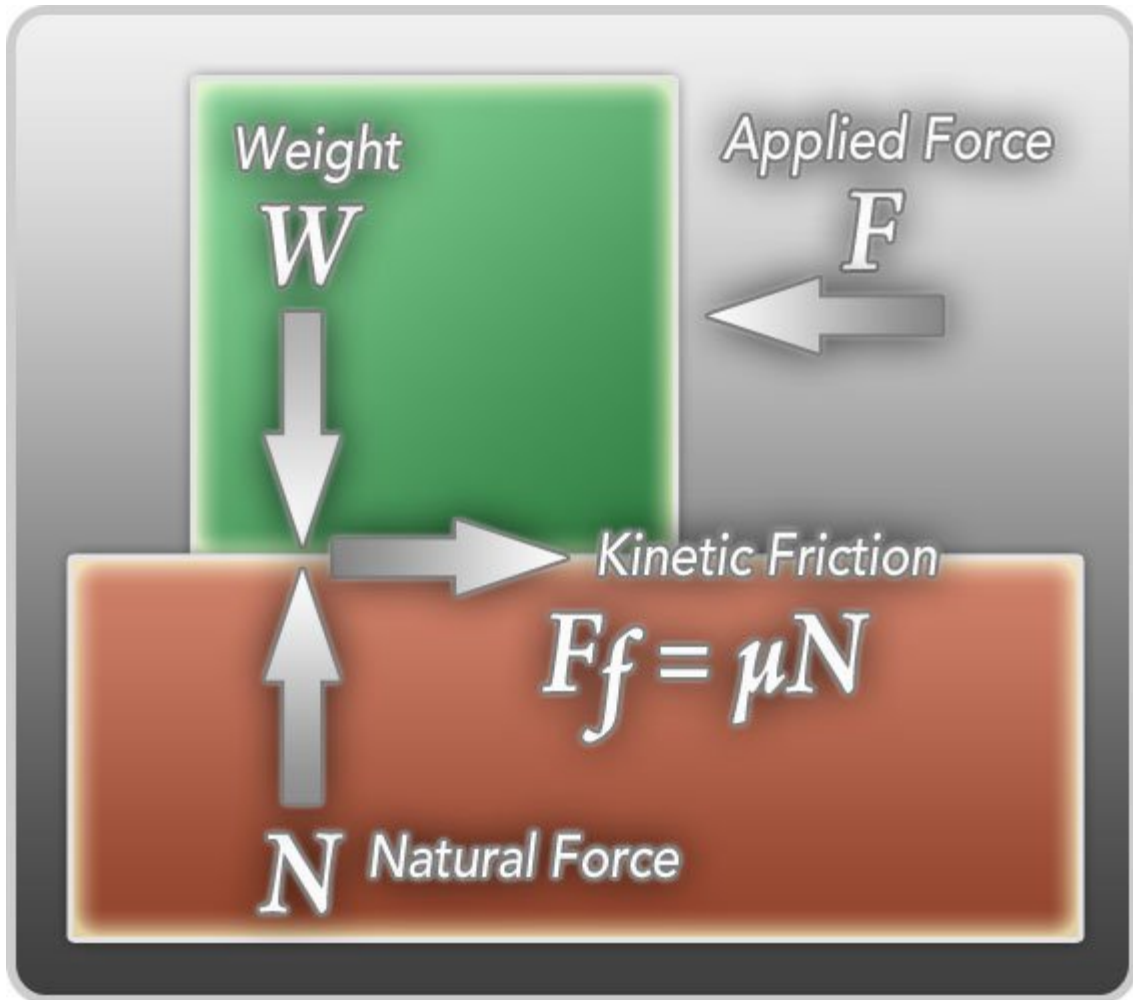 Weight
W
Applied Force
F
Kinetic Friction
Ff = μN
N Natural Force